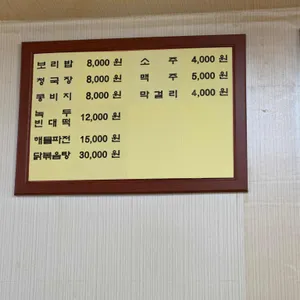 보리밥 8,000 원 소주 4,000 원
청국장 8,000 원 맥주 5,000 원
콩비지 8,000 원 막걸리 4,000 원
녹두
빈대떡 12,000 원
해물파전 15,000 원
닭볶음탕 30,000 원